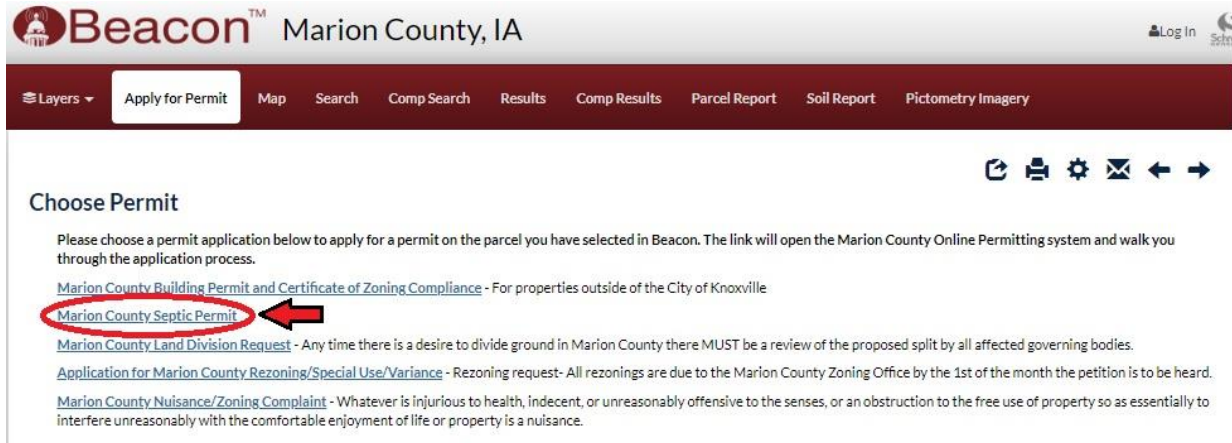 Beacon™ Marion County, IA
Log In
Layers Apply for Permit Map Search Comp Search Results Comp Results Parcel Report Soil Report Pictometry Imagery
Choose Permit
Please choose a permit application below to apply for a permit on the parcel you have selected in Beacon. The link will open the Marion County Online Permitting system and walk you
through the application process.
Marion County Building Permit and Certificate of Zoning Compliance - For properties outside of the City of Knoxville
Marion County Septic Permit
Marion County Land Division Request - Any time there is a desire to divide ground in Marion County there MUST be a review of the proposed split by all affected governing bodies.
Application for Marion County Rezoning/Special Use/Variance - Rezoning request- All rezonings are due to the Marion County Zoning Office by the 1st of the month the petition is to be heard.
Marion County Nuisance/Zoning Complaint - Whatever is injurious to health, indecent, or unreasonably offensive to the senses, or an obstruction to the free use of property so as essentially to
interfere unreasonably with the comfortable enjoyment of life or property is a nuisance.